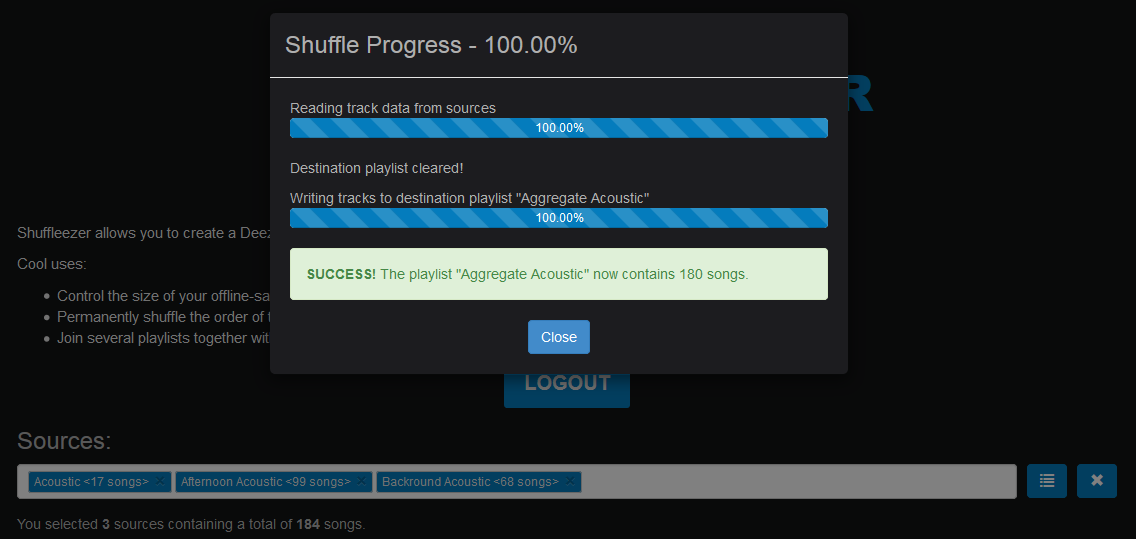 Shuffle Progress - 100.00%
R
Reading track data from sources
100.00%
Destination playlist cleared!
Writing tracks to destination playlist "Aggregate Acoustic"
100.00%
Shuffleezer allows you to create a Deez
Cool uses:
Control the size of your offline-sa
Permanently shuffle the order of t
Join several playlists together wit
SUCCESS! The playlist "Aggregate Acoustic" now contains 180 songs.
Close
LOGOUT
Sources:
Acoustic <17 songs> × Afternoon Acoustic <99 songs> × Backround Acoustic <68 songs> ×
You selected 3 sources containing a total of 184 songs.